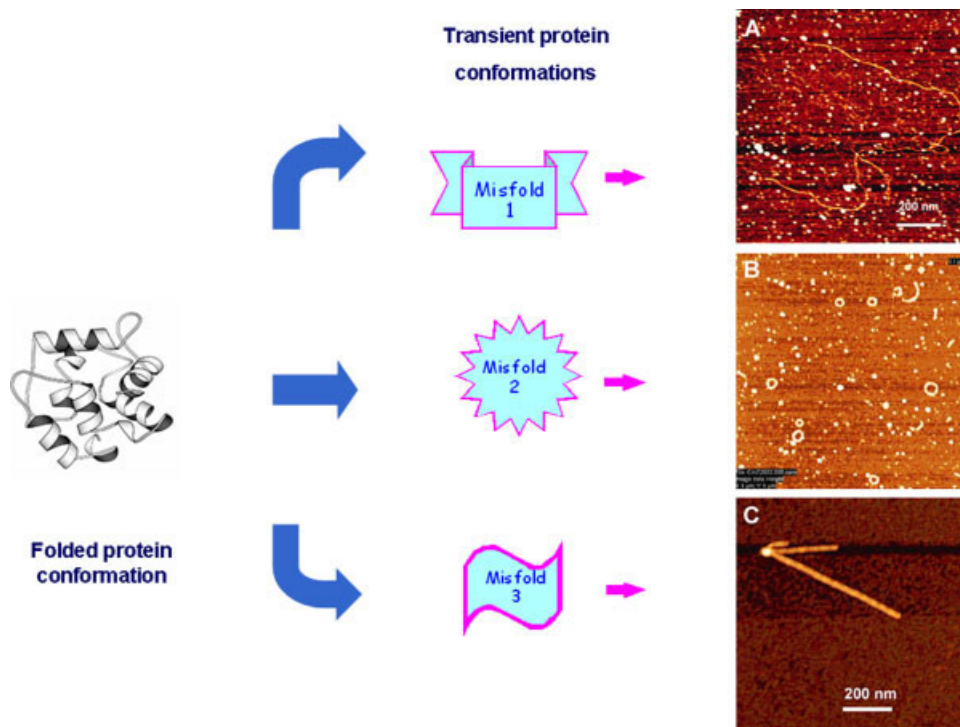 Transient protein
conformations
A
Misfold
1
200 nm
B
Misfold
2
Folded protein
conformation
C
Misfold
3
200 nm